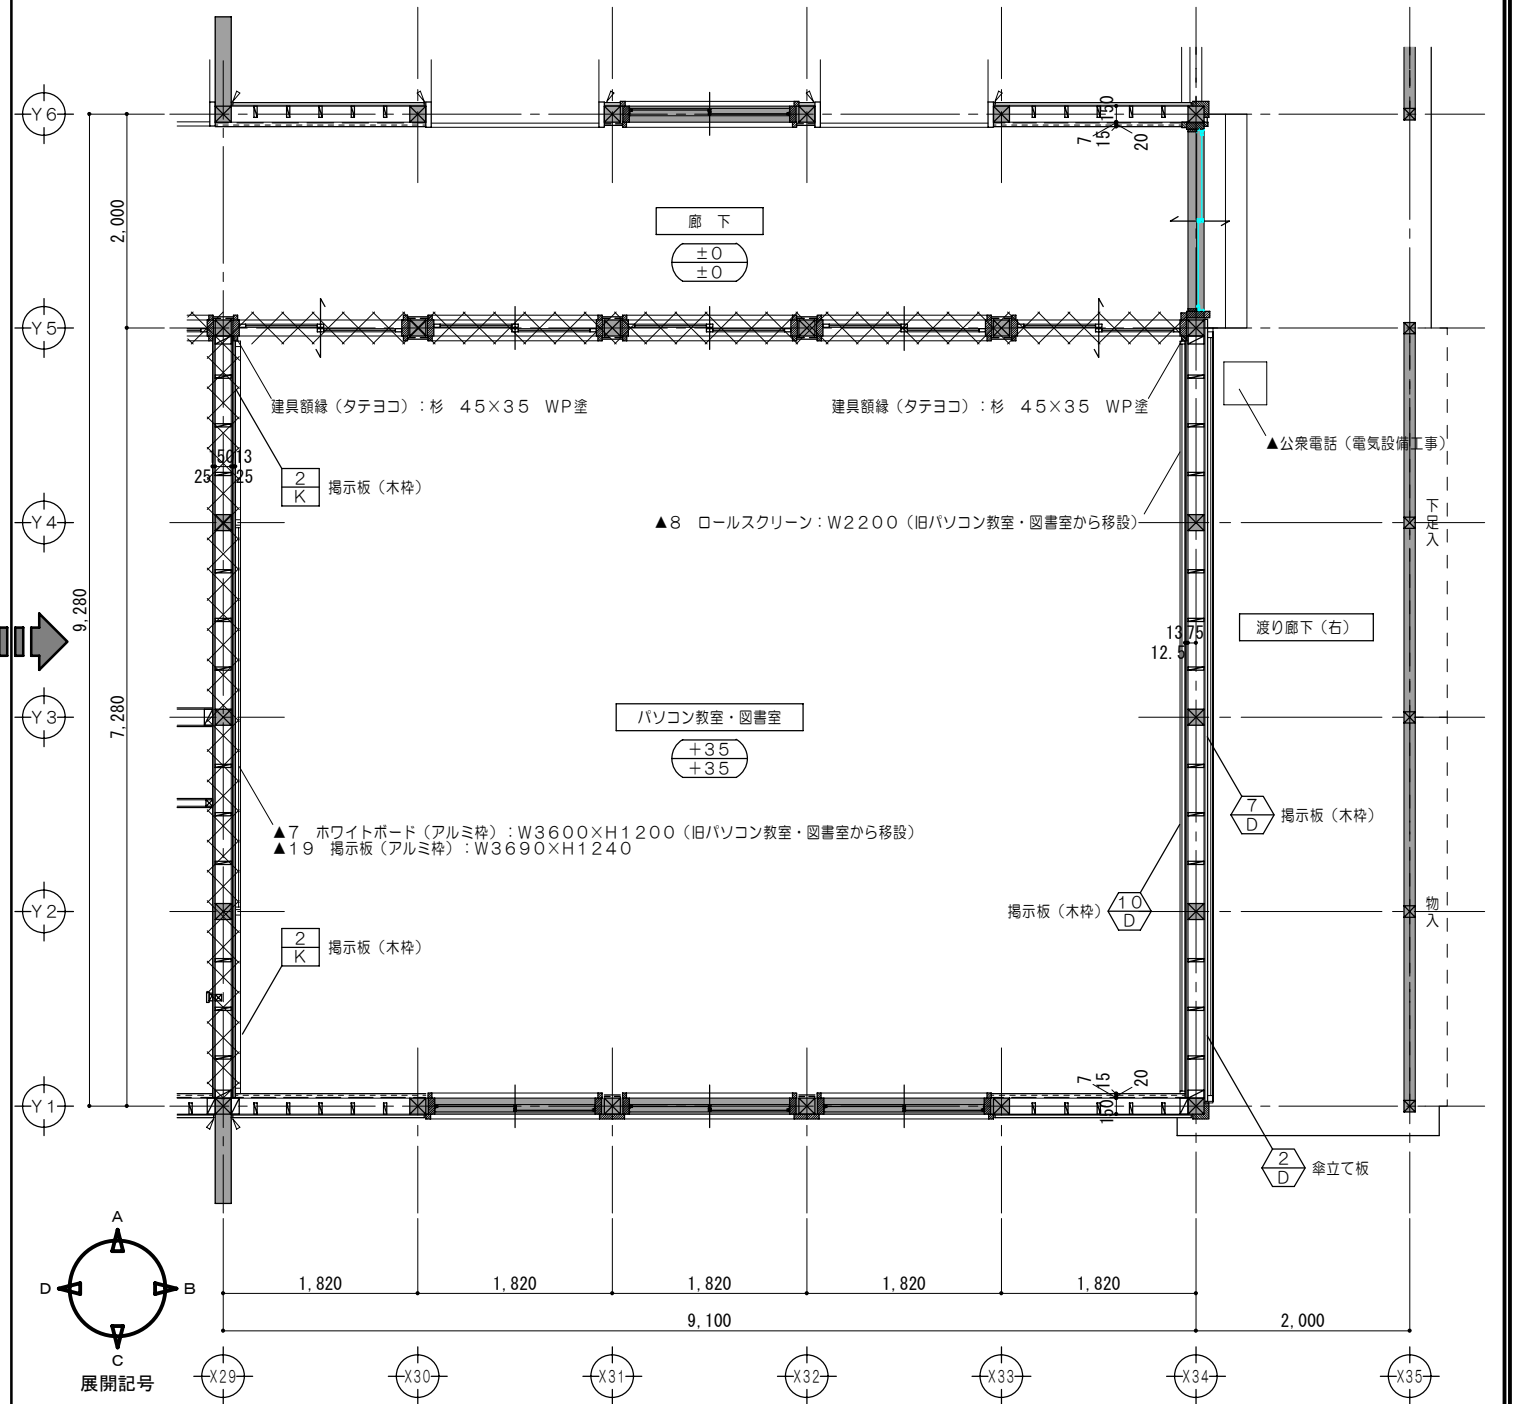 Y6
150
7
15
20
2,000
廊 下
±0
±0
Y5
建具額縁（タテヨコ）：杉 45×35 WP塗
建具額縁（タテヨコ）：杉 45×35 WP塗
▲公衆電話（電気設備工事）
15013
25 25
2
K
掲示板（木枠）
Y4
▲8 ロールスクリーン：W2200（旧パソコン教室・図書室から移設）
下足入
9,280
渡り廊下（右）
1375
12.5
7,280
Y3
パソコン教室・図書室
+35
+35
7
D
掲示板（木枠）
▲7 ホワイトボード（アルミ枠）：W3600×H1200（旧パソコン教室・図書室から移設）
▲19 掲示板（アルミ枠）：W3690×H1240
Y2
掲示板（木枠）
10
D
物入
2
K
掲示板（木枠）
7
15
20
150
Y1
2
D
傘立て板
A
D
B
C
展開記号
1,820
1,820
1,820
1,820
1,820
9,100
2,000
X29
X30
X31
X32
X33
X34
X35